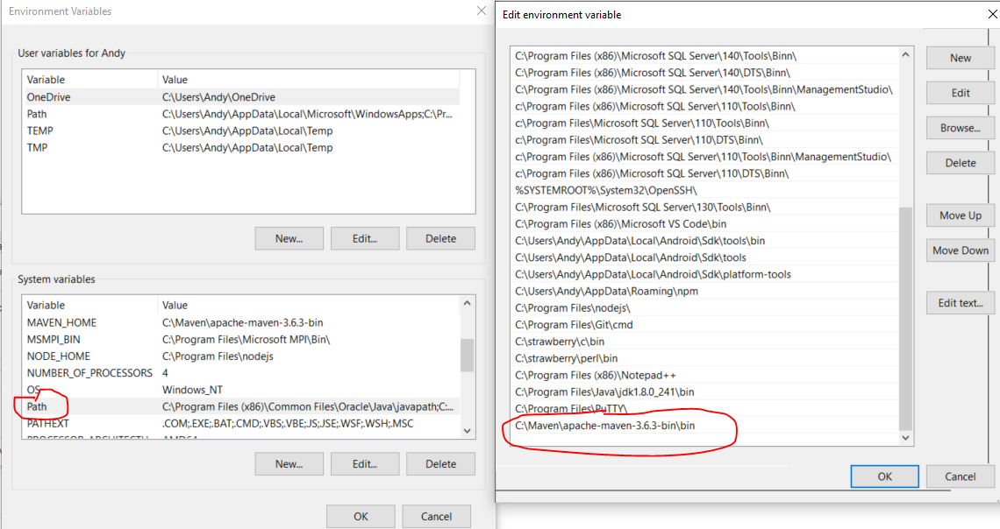 Environment Variables
User variables for Andy
Variable Value
OneDrive C:\Users\Andy\OneDrive
Path C:\Users\Andy\AppData\Local\Microsoft\WindowsApps;C:\Pr...
TEMP C:\Users\Andy\AppData\Local\Temp
TMP C:\Users\Andy\AppData\Local\Temp
New... Edit... Delete
System variables
Variable Value
MAVEN_HOME C:\Maven\apache-maven-3.6.3-bin
MSMPI_BIN C:\Program Files\Microsoft MPI\Bin\
NODE_HOME C:\Program Files\nodejs
NUMBER_OF_PROCESSORS 4
OS Windows_NT
Path C:\Program Files (x86)\Common Files\Oracle\Java\javapath;C:...
PATHEXT .COM;.EXE;.BAT;.CMD;.VBS;.VBE;.JS;.JSE;.WSF;.WSH;.MSC
New... Edit... Delete
OK Cancel
Edit environment variable
C:\Program Files (x86)\Microsoft SQL Server\140\Tools\Binn\
C:\Program Files (x86)\Microsoft SQL Server\140\DTS\Binn\
C:\Program Files (x86)\Microsoft SQL Server\140\Tools\Binn\ManagementStudio\
c:\Program Files (x86)\Microsoft SQL Server\110\Tools\Binn\
c:\Program Files\Microsoft SQL Server\110\Tools\Binn\
c:\Program Files\Microsoft SQL Server\110\DTS\Binn\
c:\Program Files (x86)\Microsoft SQL Server\110\Tools\Binn\ManagementStudio\
c:\Program Files (x86)\Microsoft SQL Server\110\DTS\Binn\
%SYSTEMROOT%\System32\OpenSSH\
C:\Program Files\Microsoft SQL Server\130\Tools\Binn\
C:\Program Files (x86)\Microsoft VS Code\bin
C:\Users\Andy\AppData\Local\Android\Sdk\tools\bin
C:\Users\Andy\AppData\Local\Android\Sdk\tools
C:\Users\Andy\AppData\Local\Android\Sdk\platform-tools
C:\Users\Andy\AppData\Roaming\npm
C:\Program Files\nodejs\
C:\Program Files\Git\cmd
C:\strawberry\c\bin
C:\strawberry\perl\bin
C:\Program Files (x86)\Notepad++
C:\Program Files\Java\jdk1.8.0_241\bin
C:\Program Files\PuTTY\
C:\Maven\apache-maven-3.6.3-bin\bin
New
Edit
Browse...
Delete
Move Up
Move Down
Edit text...
OK Cancel